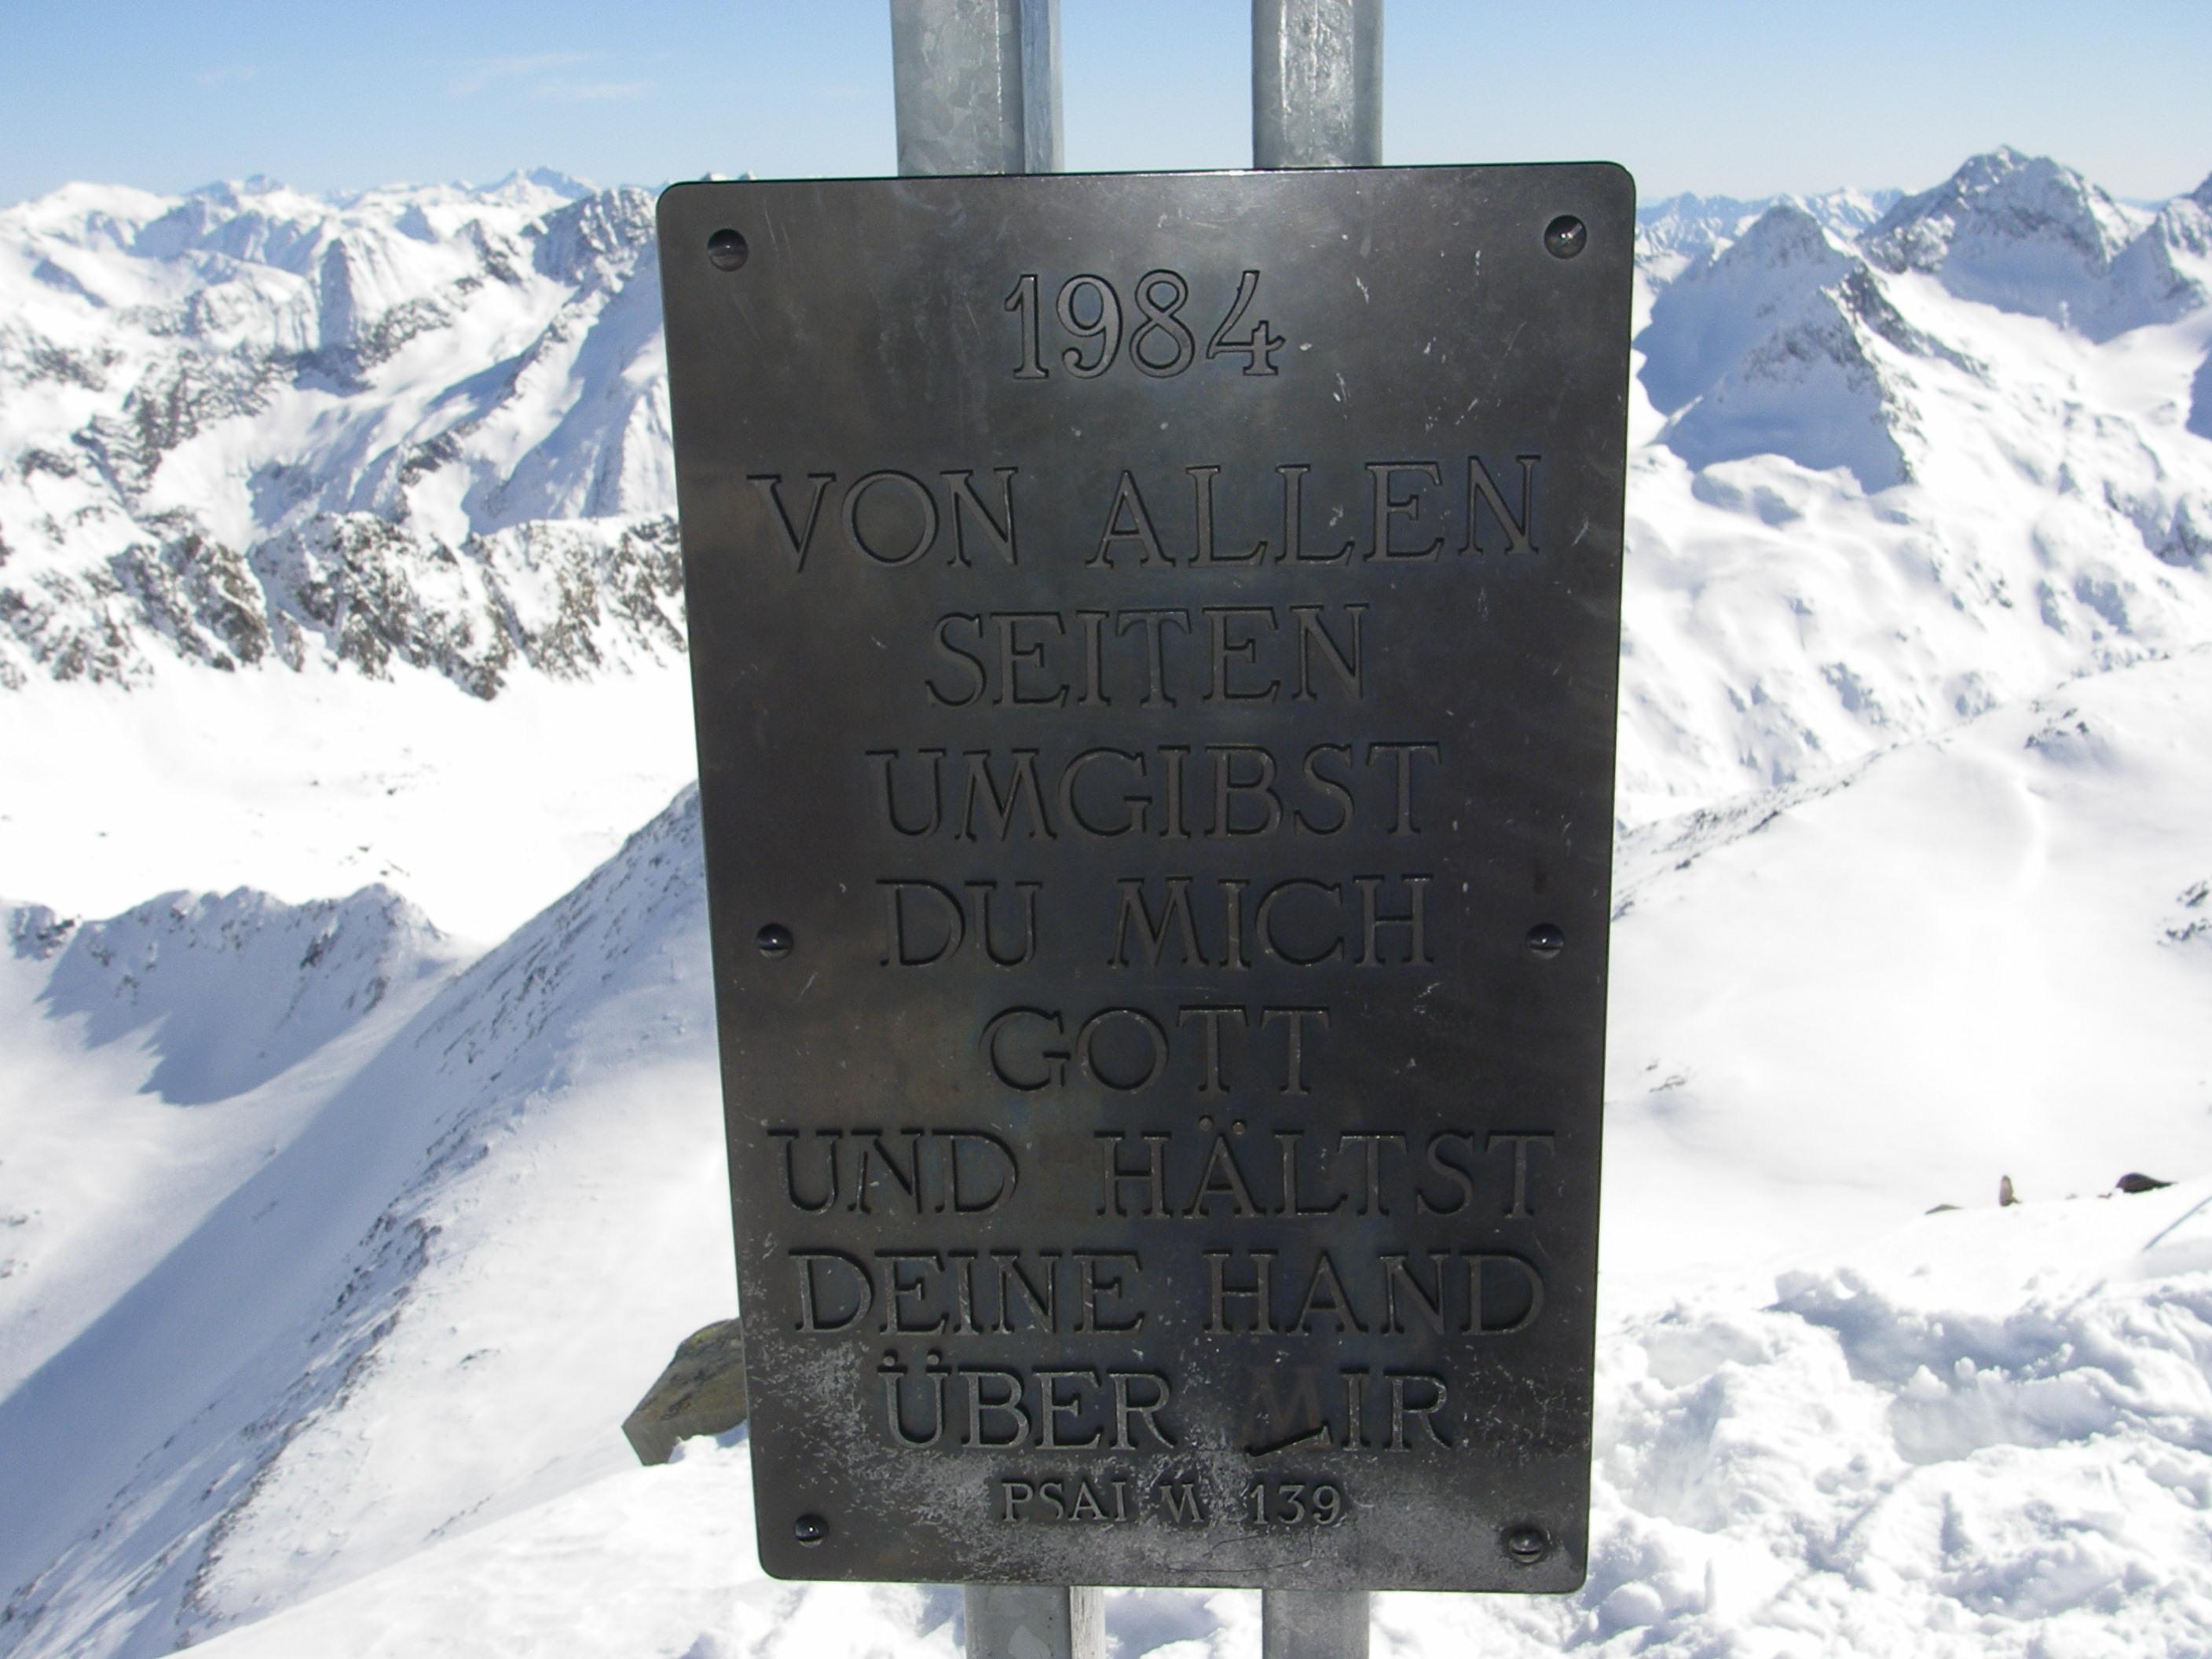 1984
VON ALLEN
SEITEN
UMGIBST
DU MICH
GOTT
UND HÄLTST
DEINE HAND
ÜBER MIR
PSALM 139